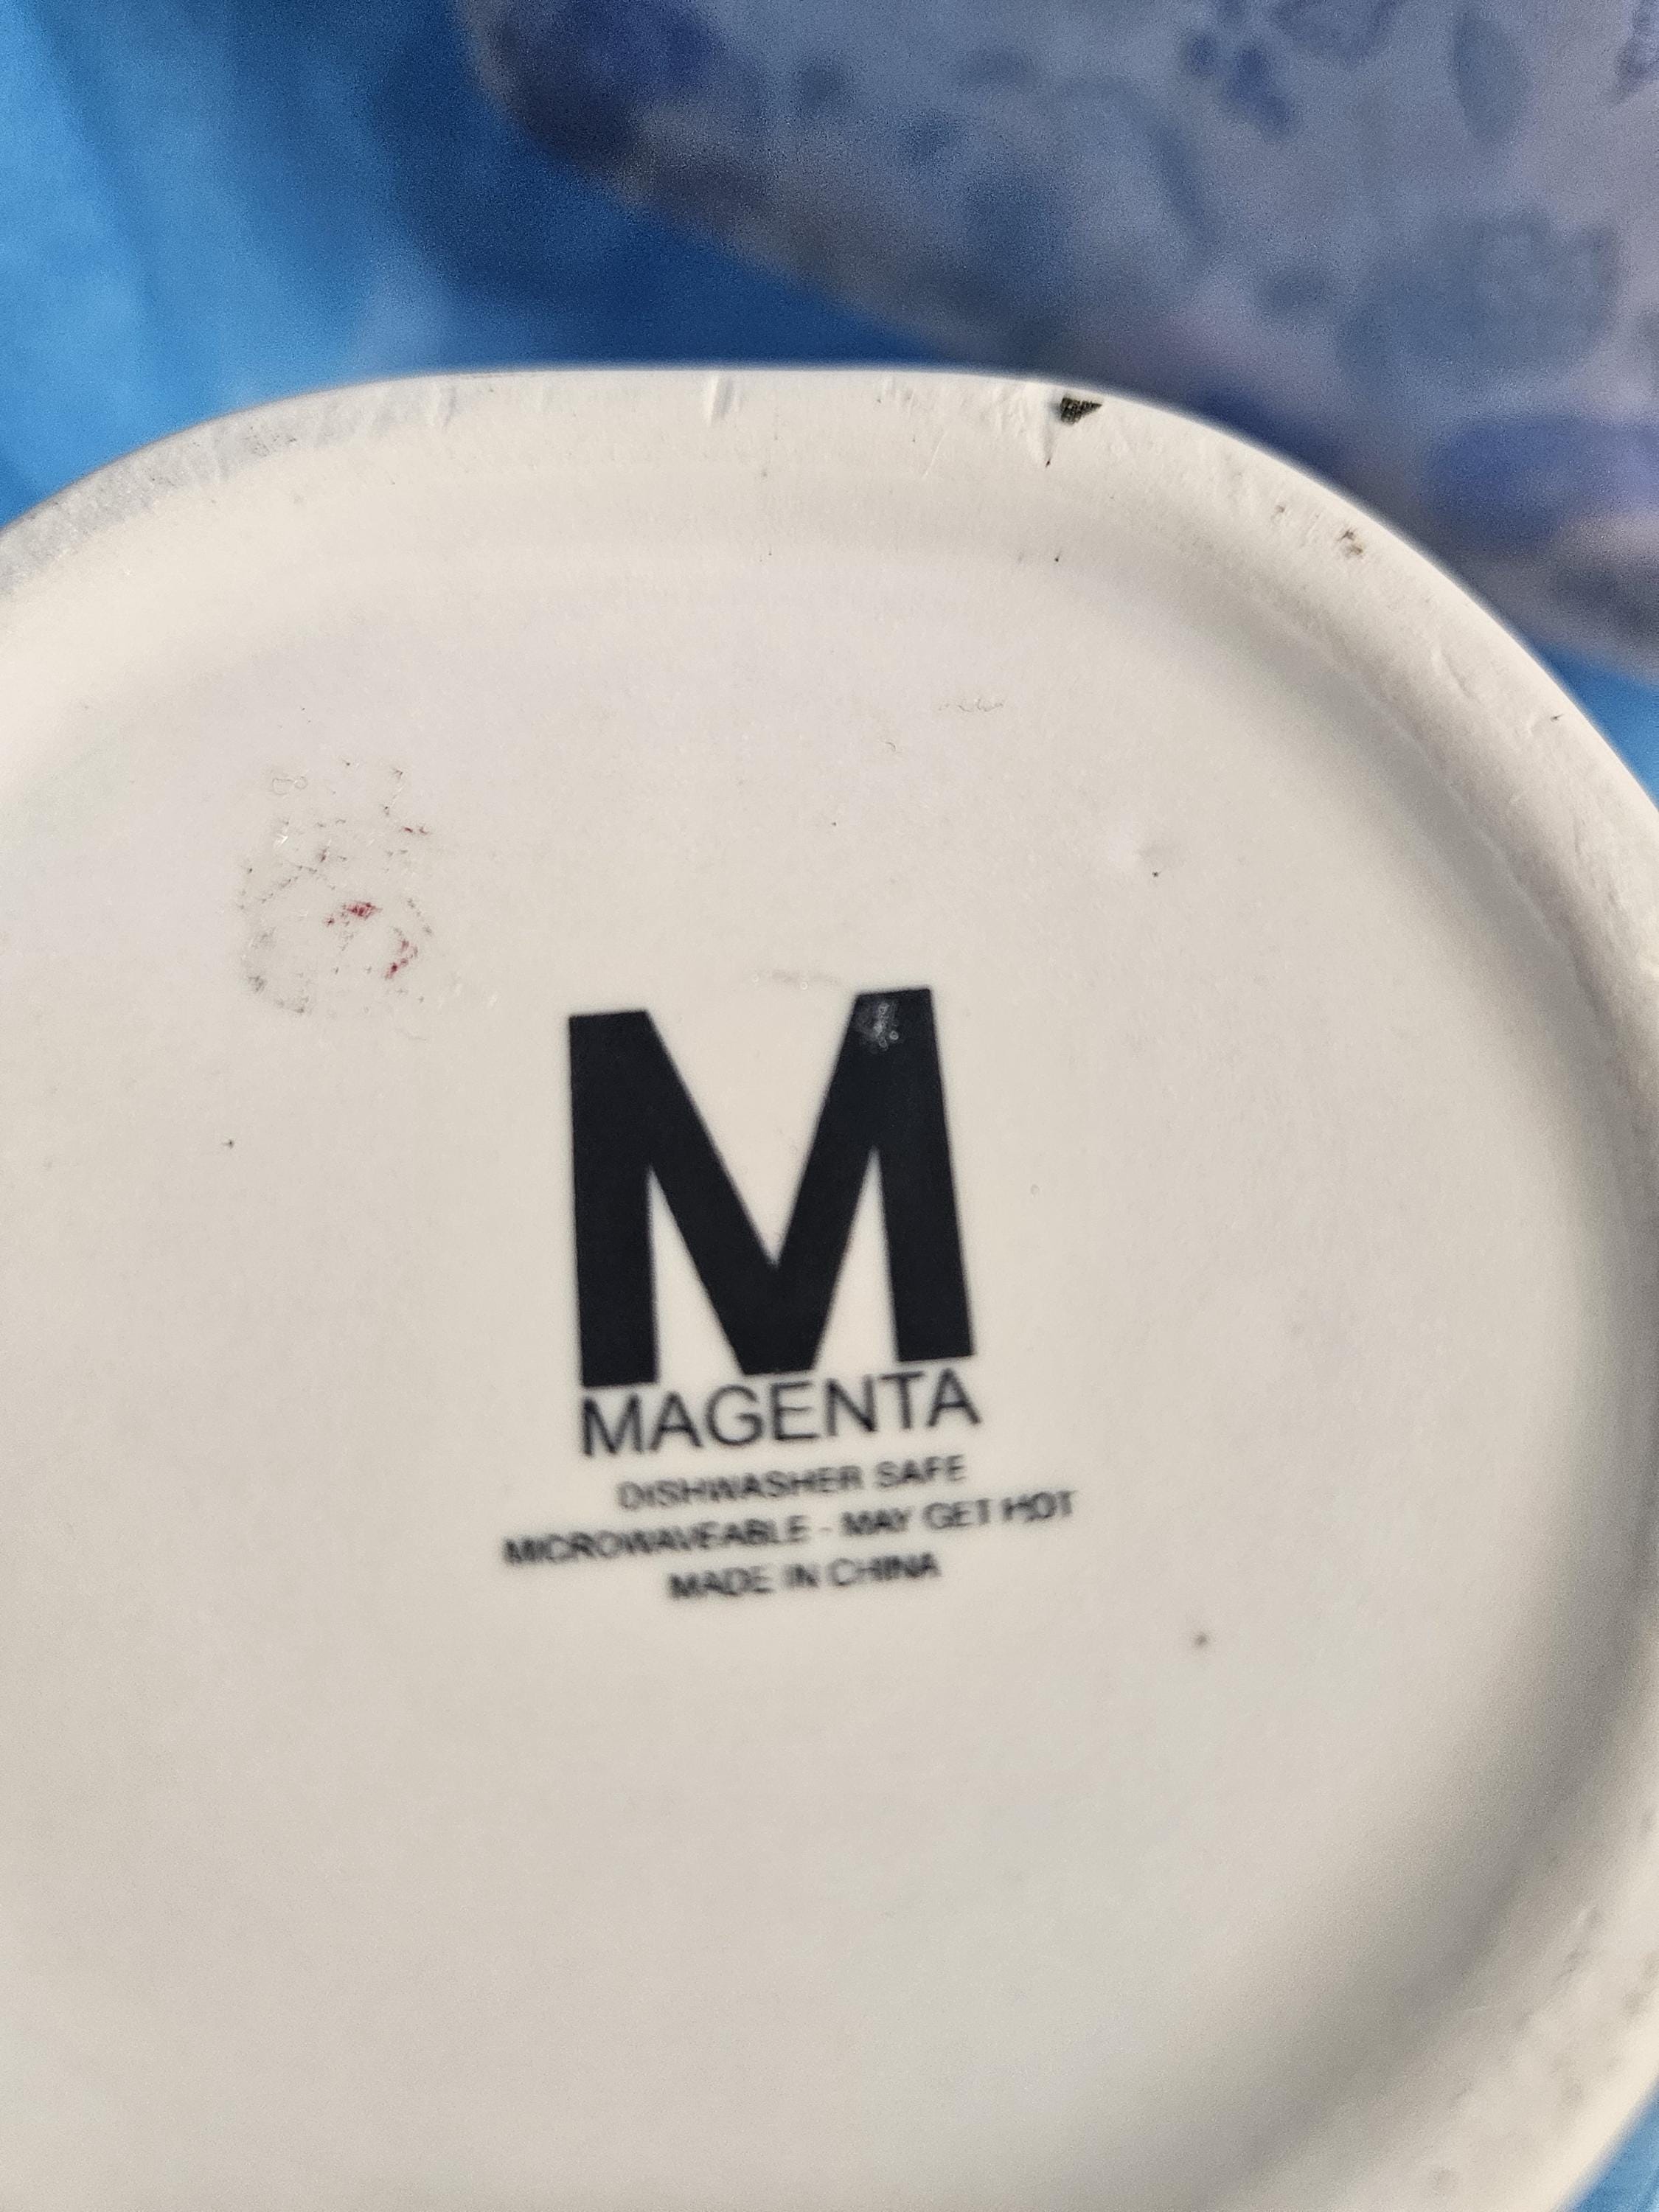 M
MAGENTA
DISHWASHER SAFE
MICROWAVEABLE - MAY GET HOT
MADE IN CHINA